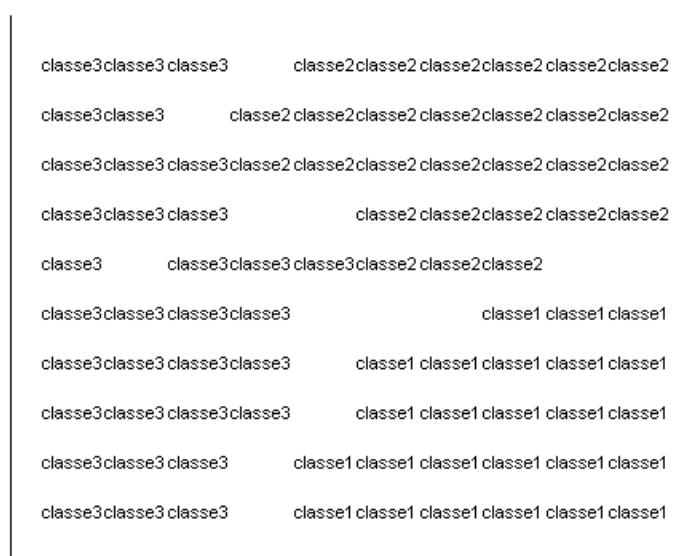 classe3classe3 classe3 classe2classe2 classe2classe2 classe2classe2
classe3classe3 classe2 classe2classe2 classe2classe2 classe2classe2
classe3classe3 classe3classe2 classe2classe2 classe2classe2 classe2classe2
classe3classe3 classe3 classe2 classe2classe2 classe2classe2
classe3 classe3classe3 classe3classe2 classe2classe2
classe3classe3 classe3classe3 classe1 classe1 classe1
classe3classe3 classe3classe3 classe1 classe1 classe1 classe1 classe1
classe3classe3 classe3classe3 classe1 classe1 classe1 classe1 classe1
classe3classe3 classe3 classe1 classe1 classe1 classe1 classe1 classe1
classe3classe3 classe3 classe1 classe1 classe1 classe1 classe1 classe1